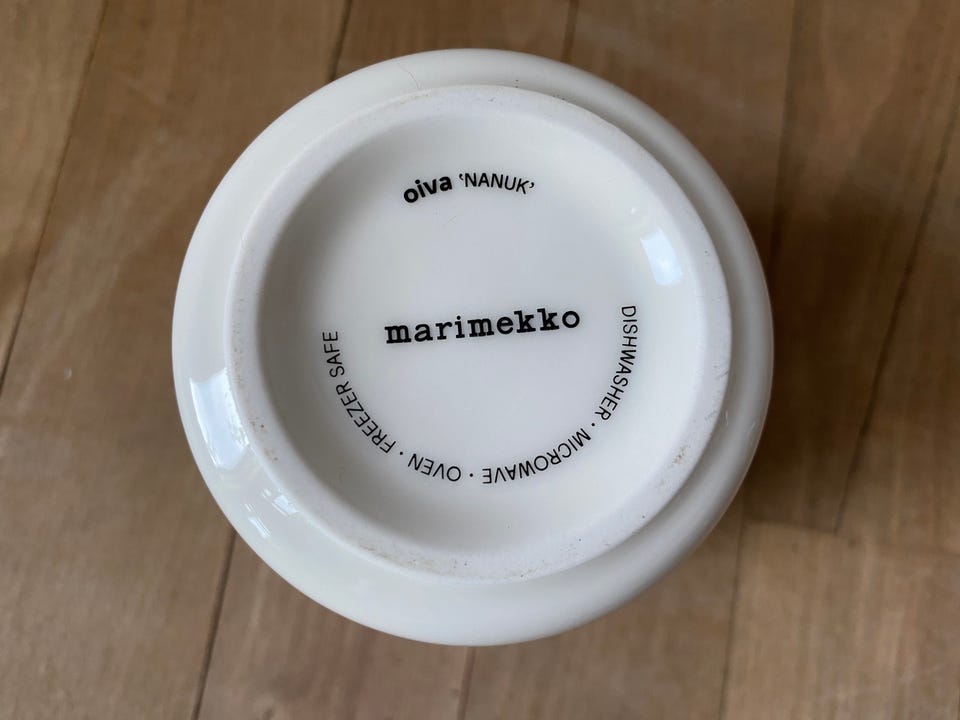 oiva ‘NANUK’
marimekko
DISHWASHER · MICROWAVE · OVEN · FREEZER SAFE